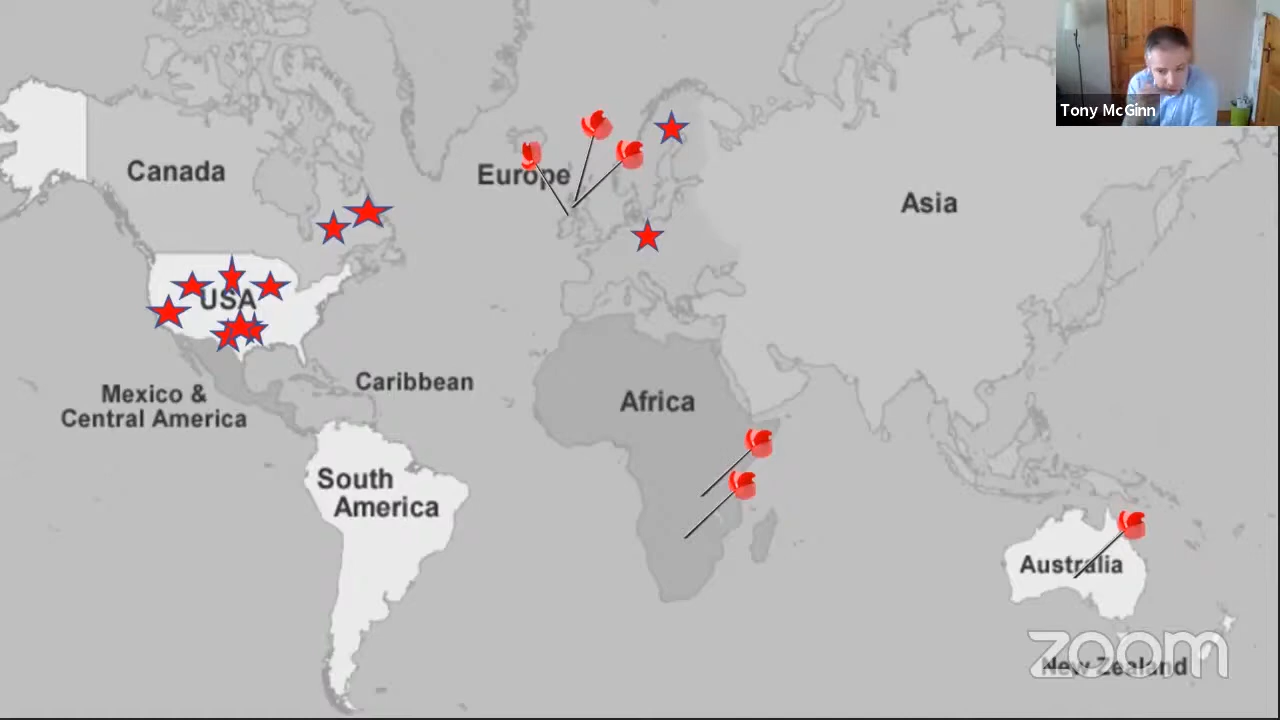 Tony McGinn
Canada
Europe
Asia
USA
Mexico &
Central America
Caribbean
Africa
South
America
Australia
zoom
New Zealand